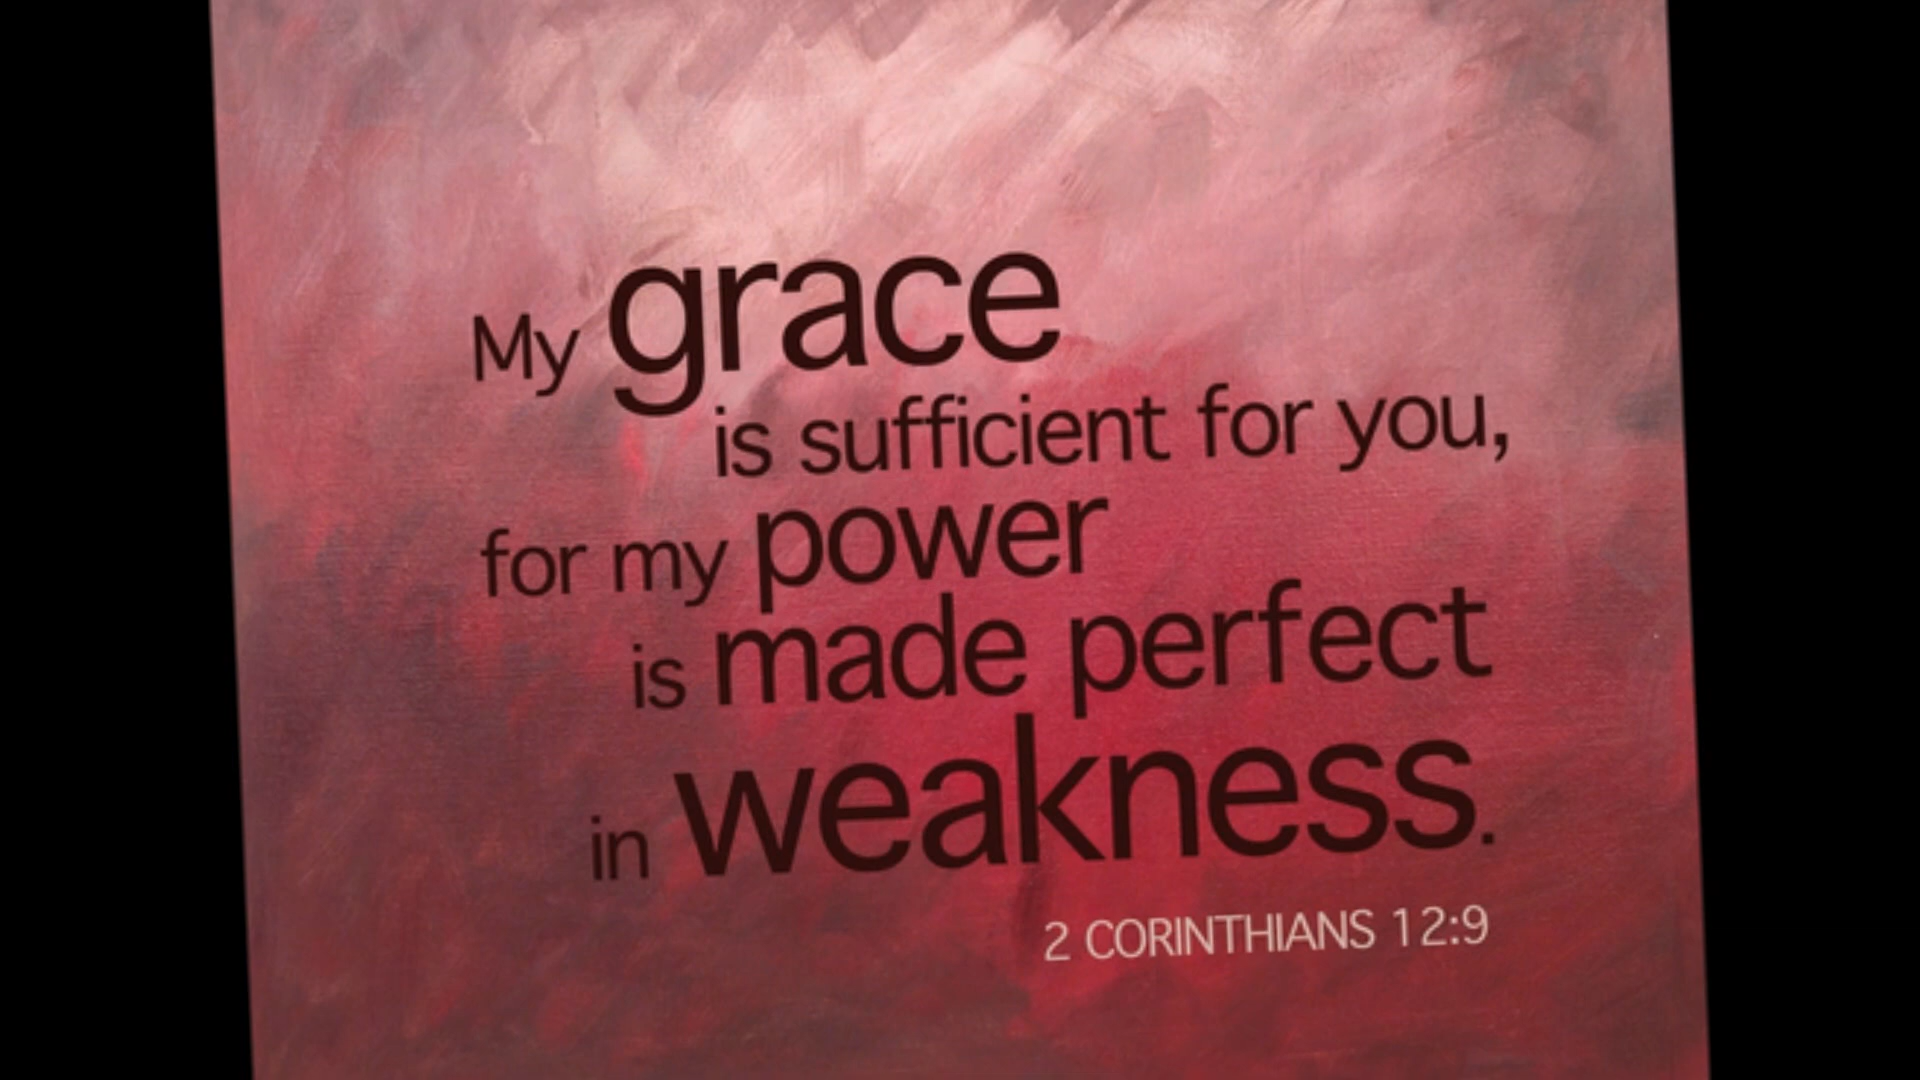 My grace
is sufficient for you,
for my power
is made perfect
in weakness.
2 CORINTHIANS 12:9